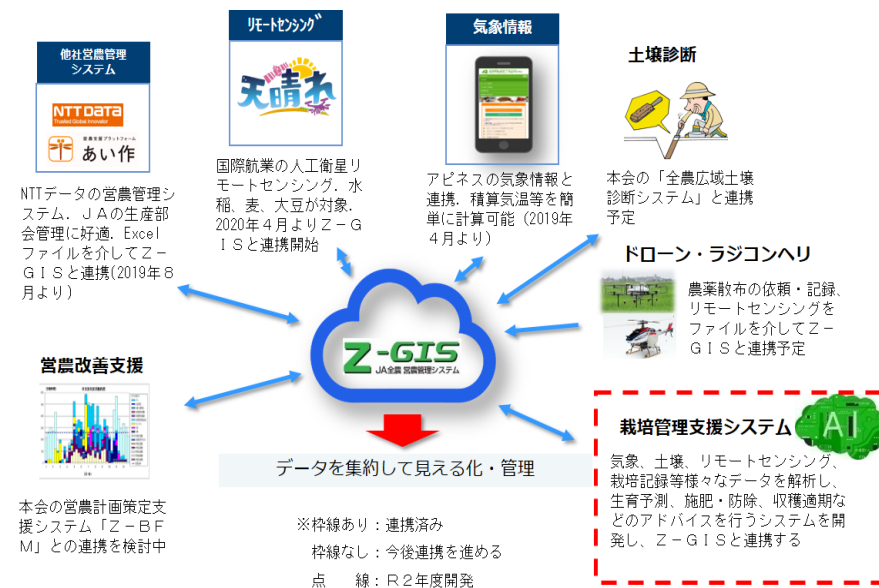 他社営農管理
システム
NTT DATA
Trusted Global Innovator
営農支援プラットフォーム
あい作
NTTデータの営農管理シ
ステム．ＪＡの生産部
会管理に好適．Excel
ファイルを介してＺ－
ＧＩＳと連携(2019年８
月より)
ﾘﾓｰﾄｾﾝｼﾝｸﾞ
天晴れ
国際航業の人工衛星リ
モートセンシング．水
稲、麦、大豆が対象．
2020年４月よりＺ－Ｇ
ＩＳと連携開始
気象情報
アピネスの気象情報と
連携．積算気温等を簡
単に計算可能（2019年
４月より）
土壌診断
本会の「全農広域土壌
診断システム」と連携
予定
ドローン・ラジコンヘリ
農薬散布の依頼・記録、
リモートセンシングを
ファイルを介してＺ－
ＧＩＳと連携予定
Z-GIS
JA全農 営農管理システム
営農改善支援
本会の営農計画策定支
援システム「Ｚ－ＢＦ
Ｍ」との連携を検討中
データを集約して見える化・管理
栽培管理支援システム
AI
気象、土壌、リモートセンシング、
栽培記録等様々なデータを解析し、
生育予測、施肥・防除、収穫適期な
どのアドバイスを行うシステムを開
発し、Ｚ－ＧＩＳと連携する
※枠線あり：連携済み
枠線なし：今後連携を進める
点　　線：Ｒ２年度開発